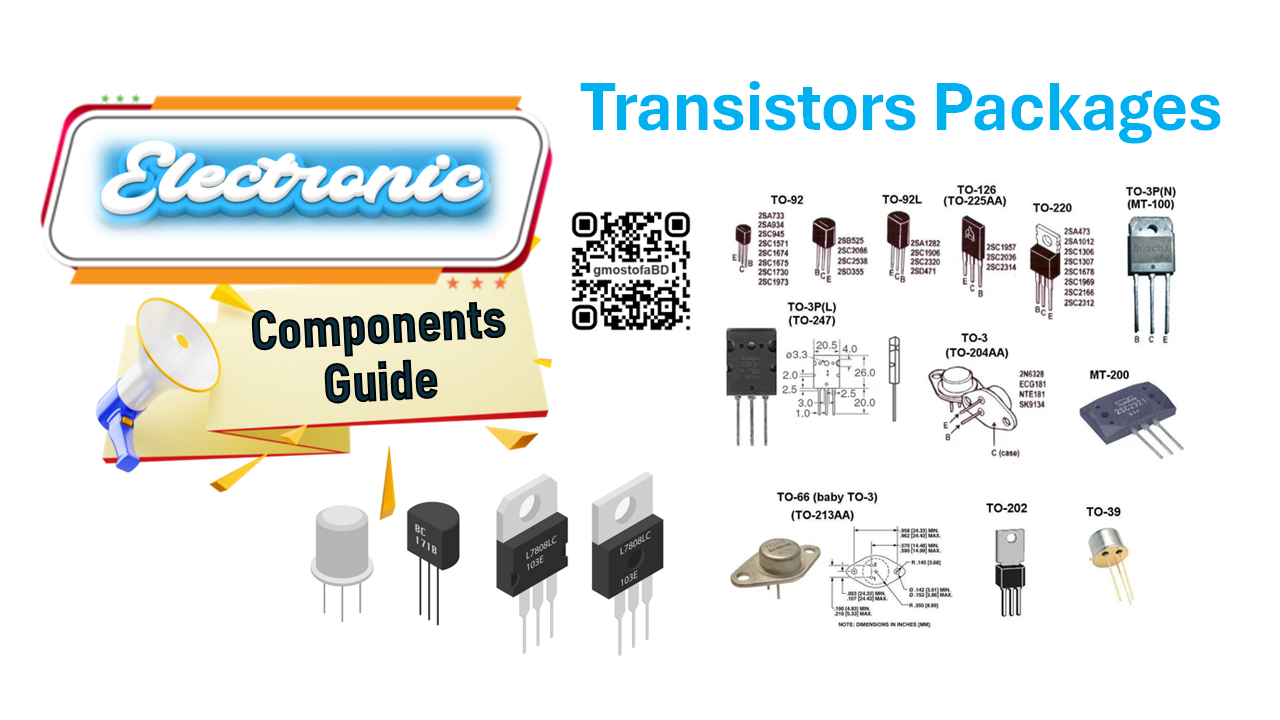 Electronic
Components
Guide
Transistors Packages
gmostofaBD
TO-92
2SA733
2SA934
2SC945
2SC1571
2SC1674
2SC1675
2SC1730
2SC1973
E
C
B
2SB525
2SC2086
2SC2538
2SD355
B
C
E
TO-92L
2SA1282
2SC1906
2SC2320
2SD471
E
C
B
TO-126
(TO-225AA)
2SC1957
2SC2036
2SC2314
E
C
B
TO-220
2SA473
2SA1012
2SC1306
2SC1307
2SC1678
2SC1969
2SC2166
2SC2312
B
C
E
TO-3P(N)
(MT-100)
B C E
TO-3P(L)
(TO-247)
20.5
4.0
ø3.3
2.0
2.5
26.0
2.5
3.0
1.0
20.0
TO-3
(TO-204AA)
2N6328
ECG181
NTE181
SK9134
E
B
C (case)
MT-200
2SC2921
TO-66 (baby TO-3)
(TO-213AA)
.958 [24.33] MIN.
.962 [24.43] MAX.
.570 [14.48] MIN.
.590 [14.99] MAX.
R .145 [3.68]
2
1
Ø .142 [3.61] MIN.
Ø .152 [3.86] MAX.
.093 [24.33] MIN.
.107 [24.43] MAX.
R .350 [8.89]
.190 [4.83] MIN.
.210 [5.33] MAX.
NOTE: DIMENSIONS IN INCHES [MM]
TO-202
TO-39
BC
171B
L7808LC
103E
L7808LC
103E